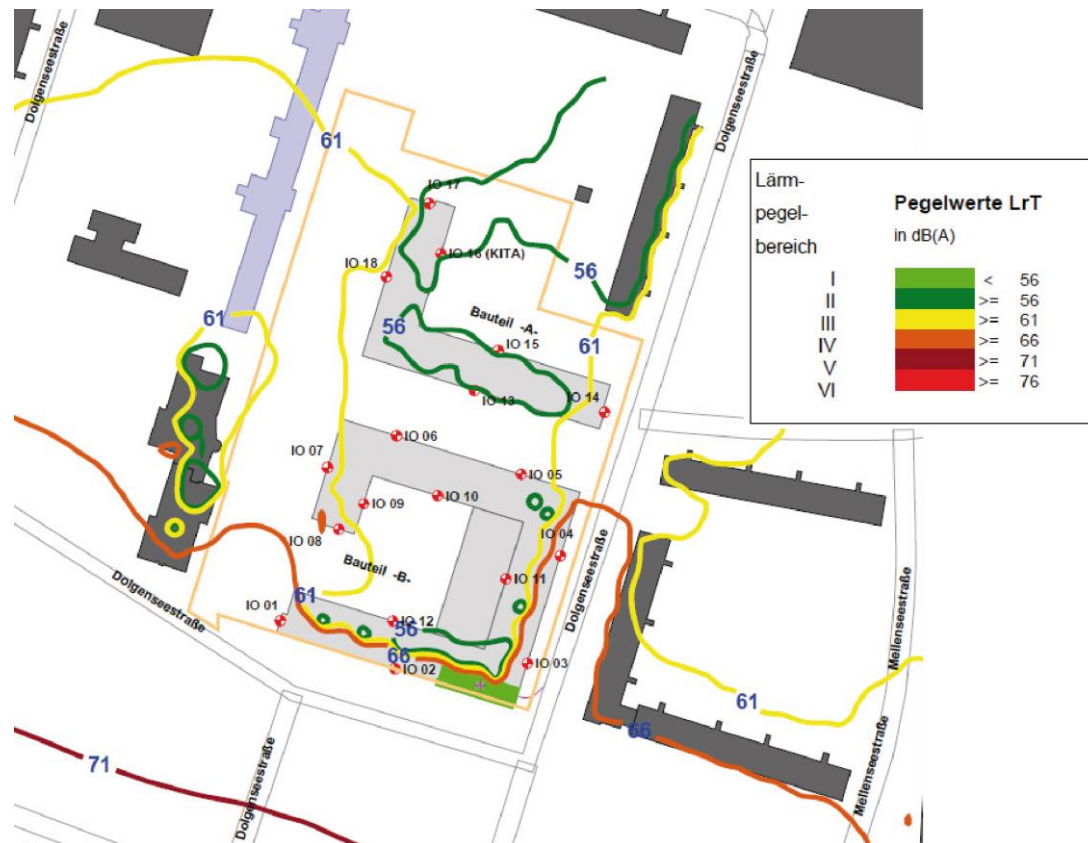 Dolgenseestraße
Dolgenseestraße
61
IO 17
IO 16 (KITA)
IO 18
56
Bauteil -A-
56
IO 15
61
61
IO 13
IO 14
IO 06
IO 07
IO 05
IO 09
IO 10
IO 08
IO 04
Bauteil -B-
IO 11
Dolgenseestraße
Dolgenseestraße
61
IO 01
IO 12
56
66
IO 02
IO 03
Mellenseestraße
61
66
Mellenseestraße
71
Dolgenseestraße
Lärm-
pegel-
bereich
Pegelwerte LrT
in dB(A)
I < 56
II >= 56
III >= 61
IV >= 66
V >= 71
VI >= 76